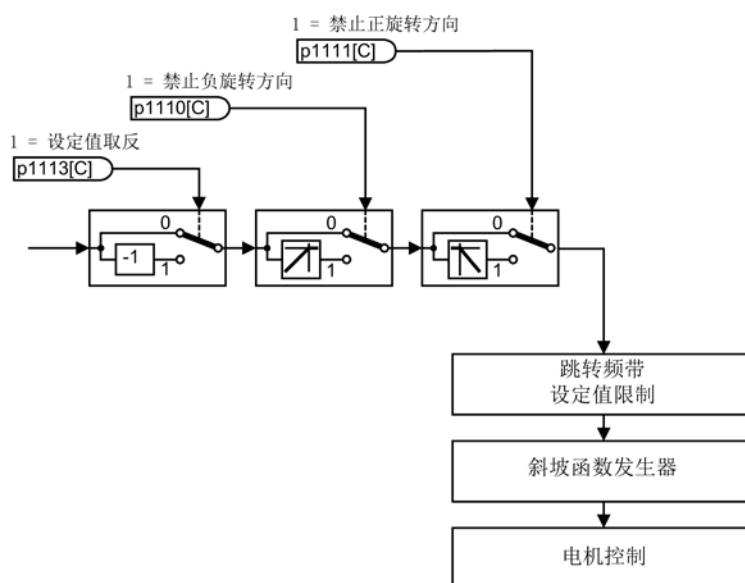 1 = 禁止正旋转方向
p1111[C]
1 = 禁止负旋转方向
p1110[C]
1 = 设定值取反
p1113[C]
0
-1
1
0
1
0
1
跳转频带
设定值限制
斜坡函数发生器
电机控制